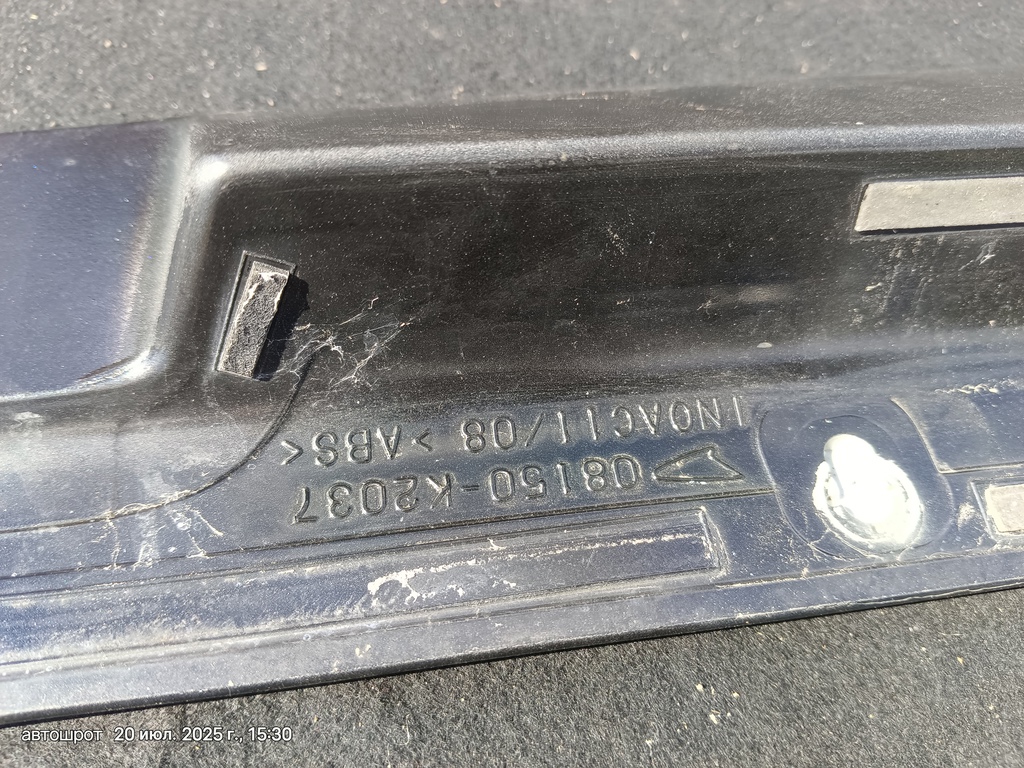 08150-K2037
INOAC11/08 >ABS<
автошрот 20 июл. 2025 г., 15:30